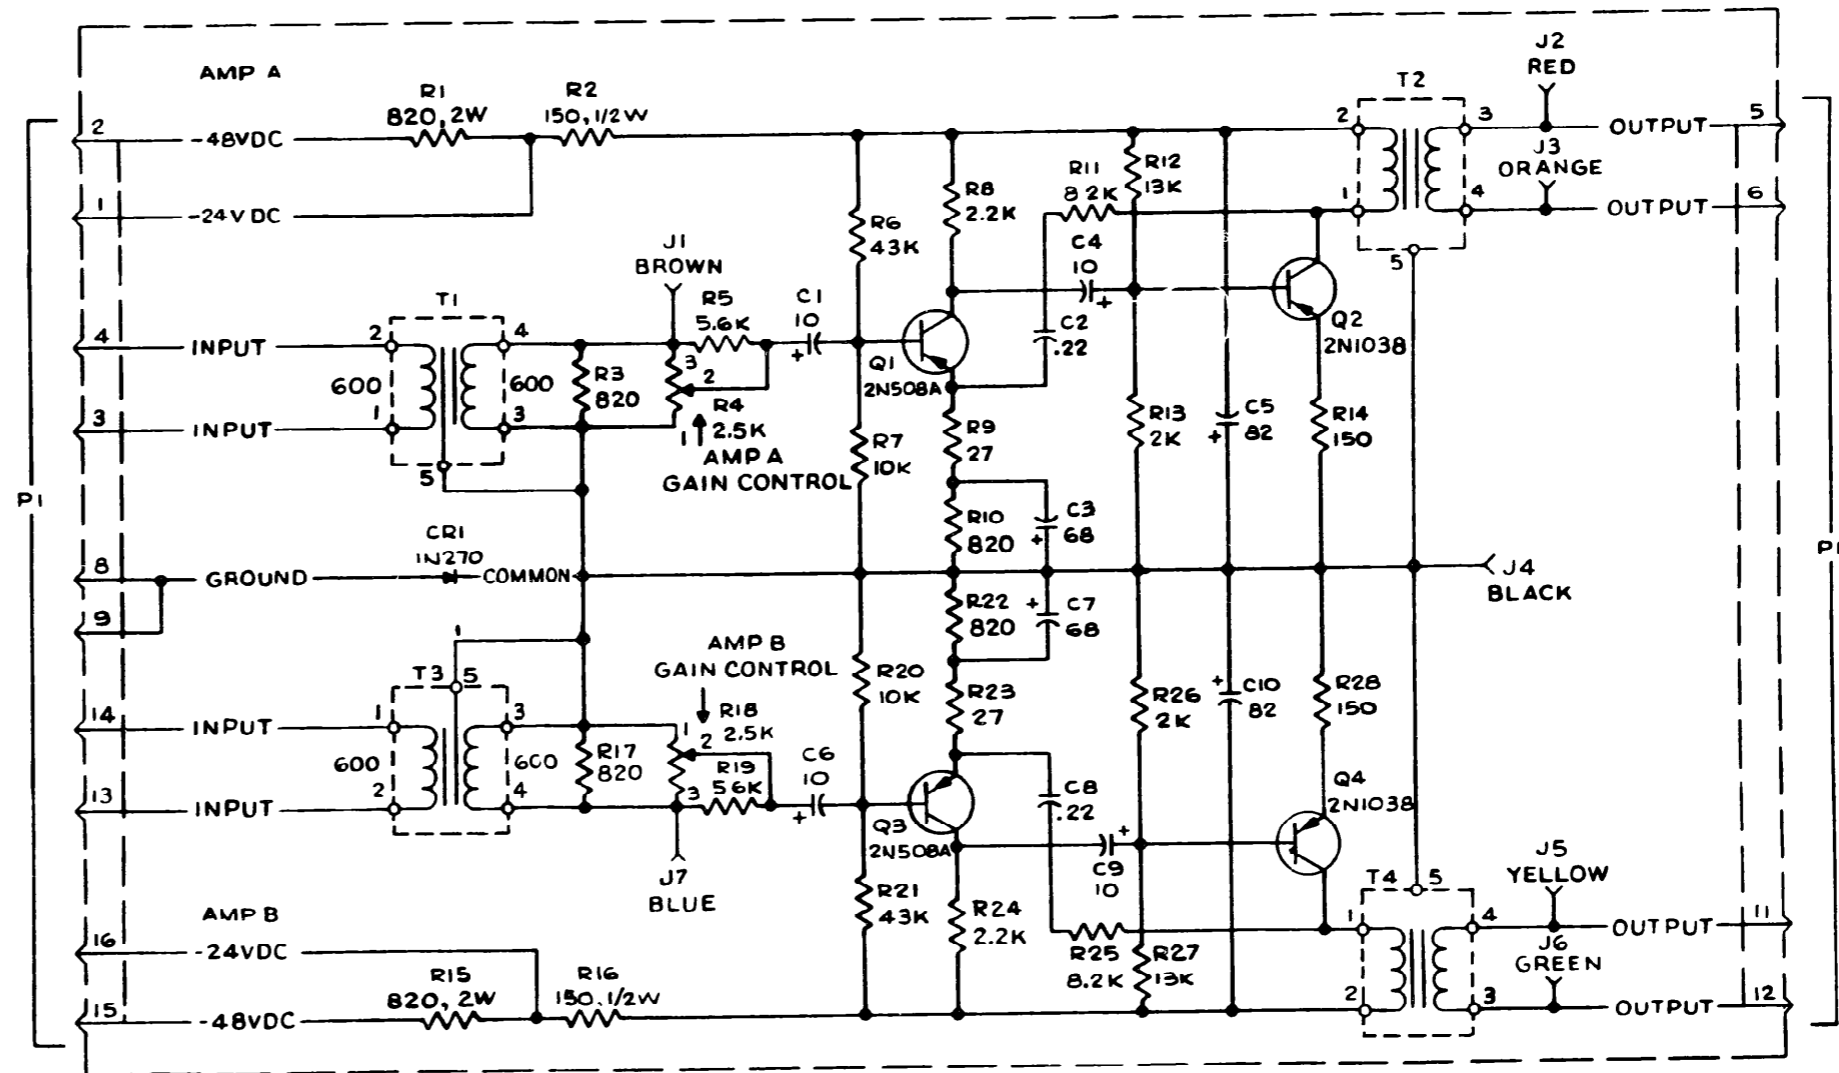 AMP A
R1
820, 2W
R2
150, 1/2W
2
-48VDC
1
-24VDC
J2
RED
T2
2
3
OUTPUT
5
J3
ORANGE
1
4
OUTPUT
6
5
R11
8.2K
R12
13K
R8
2.2K
R6
43K
C4
10
+
J1
BROWN
T1
R5
5.6K
C1
10
+
4
INPUT
2
4
600
600
R3
820
3
2
R4
2.5K
1
AMP A
GAIN CONTROL
3
INPUT
1
3
5
Q1
2N508A
C2
.22
Q2
2N1038
R7
10K
R9
27
R13
2K
C5
82
+
R14
150
P1
R10
820
C3
68
+
CR1
1N270
8
GROUND
COMMON
J4
BLACK
P1
9
R22
820
+
C7
68
1
T3
5
AMP B
GAIN CONTROL
R20
10K
R23
27
R26
2K
+
C10
82
R28
150
14
INPUT
1
3
600
600
R17
820
1
2
R18
2.5K
R19
56K
3
C6
10
+
13
INPUT
2
4
Q3
2N508A
C8
.22
Q4
2N1038
J7
BLUE
C9
10
+
T4
5
J5
YELLOW
R21
43K
R24
2.2K
R25
8.2K
R27
13K
1
4
OUTPUT
11
J6
GREEN
2
3
OUTPUT
12
AMP B
16
-24VDC
R15
820, 2W
R16
150, 1/2W
15
-48VDC